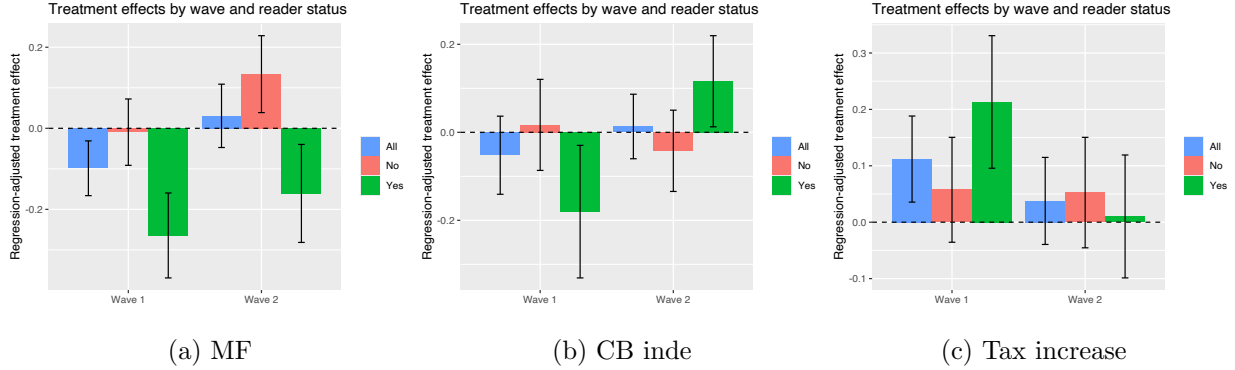 Treatment effects by wave and reader status
Regression-adjusted treatment effect
0.2
0.0
-0.2
Wave 1
Wave 2
All
No
Yes
(a) MF
Treatment effects by wave and reader status
Regression-adjusted treatment effect
0.2
0.0
-0.2
Wave 1
Wave 2
All
No
Yes
(b) CB inde
Treatment effects by wave and reader status
Regression-adjusted treatment effect
0.3
0.2
0.1
0.0
-0.1
Wave 1
Wave 2
All
No
Yes
(c) Tax increase